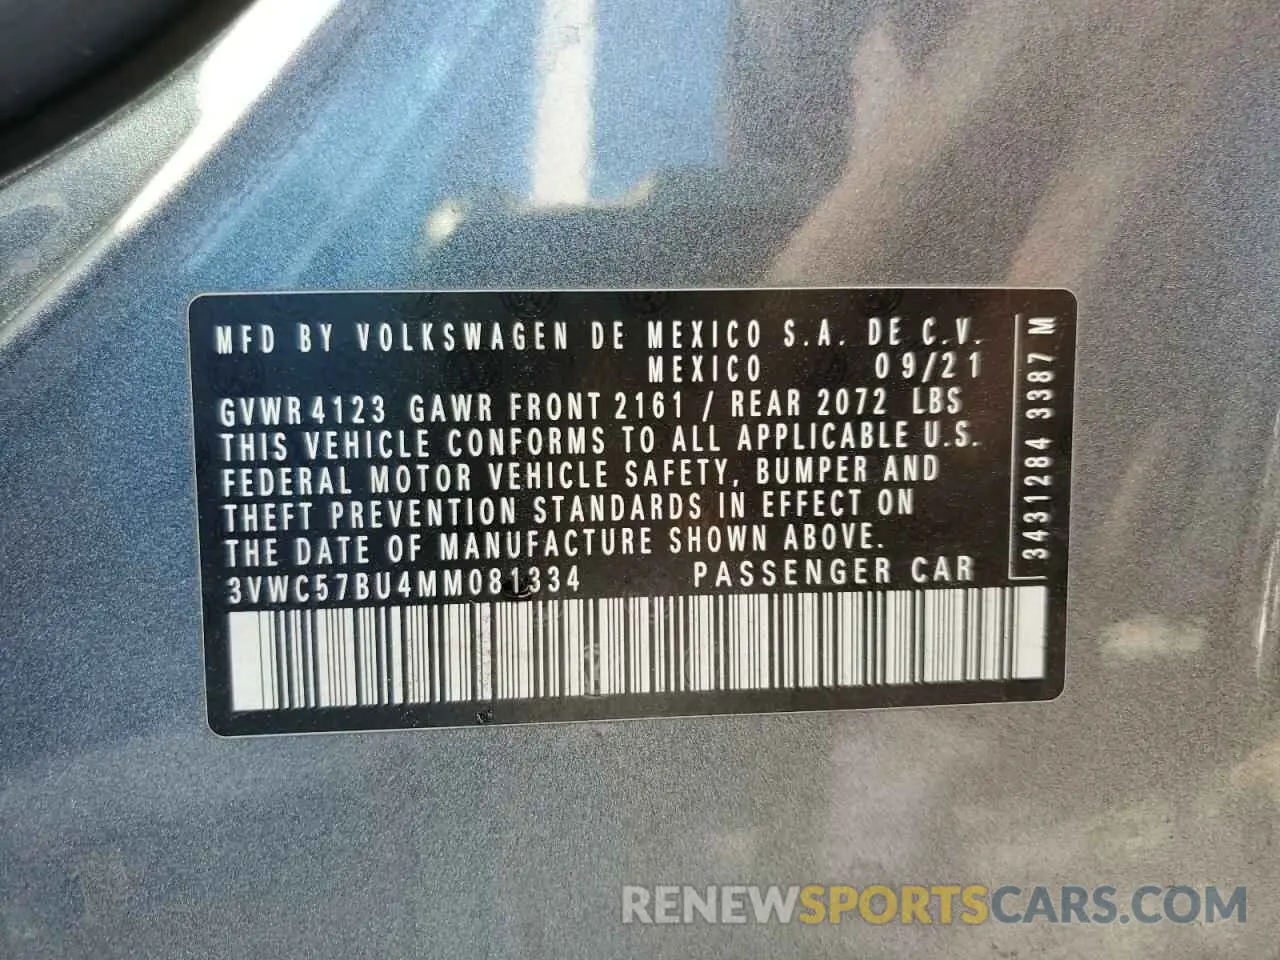 MFD BY VOLKSWAGEN DE MEXICO S.A. DE C.V.
MEXICO 09/21
GVWR 4123 GAWR FRONT 2161 / REAR 2072 LBS
THIS VEHICLE CONFORMS TO ALL APPLICABLE U.S.
FEDERAL MOTOR VEHICLE SAFETY, BUMPER AND
THEFT PREVENTION STANDARDS IN EFFECT ON
THE DATE OF MANUFACTURE SHOWN ABOVE.
3VWC57BU4MM081334 PASSENGER CAR
3431284 3387 M
RENEWSPORTSCARS.COM